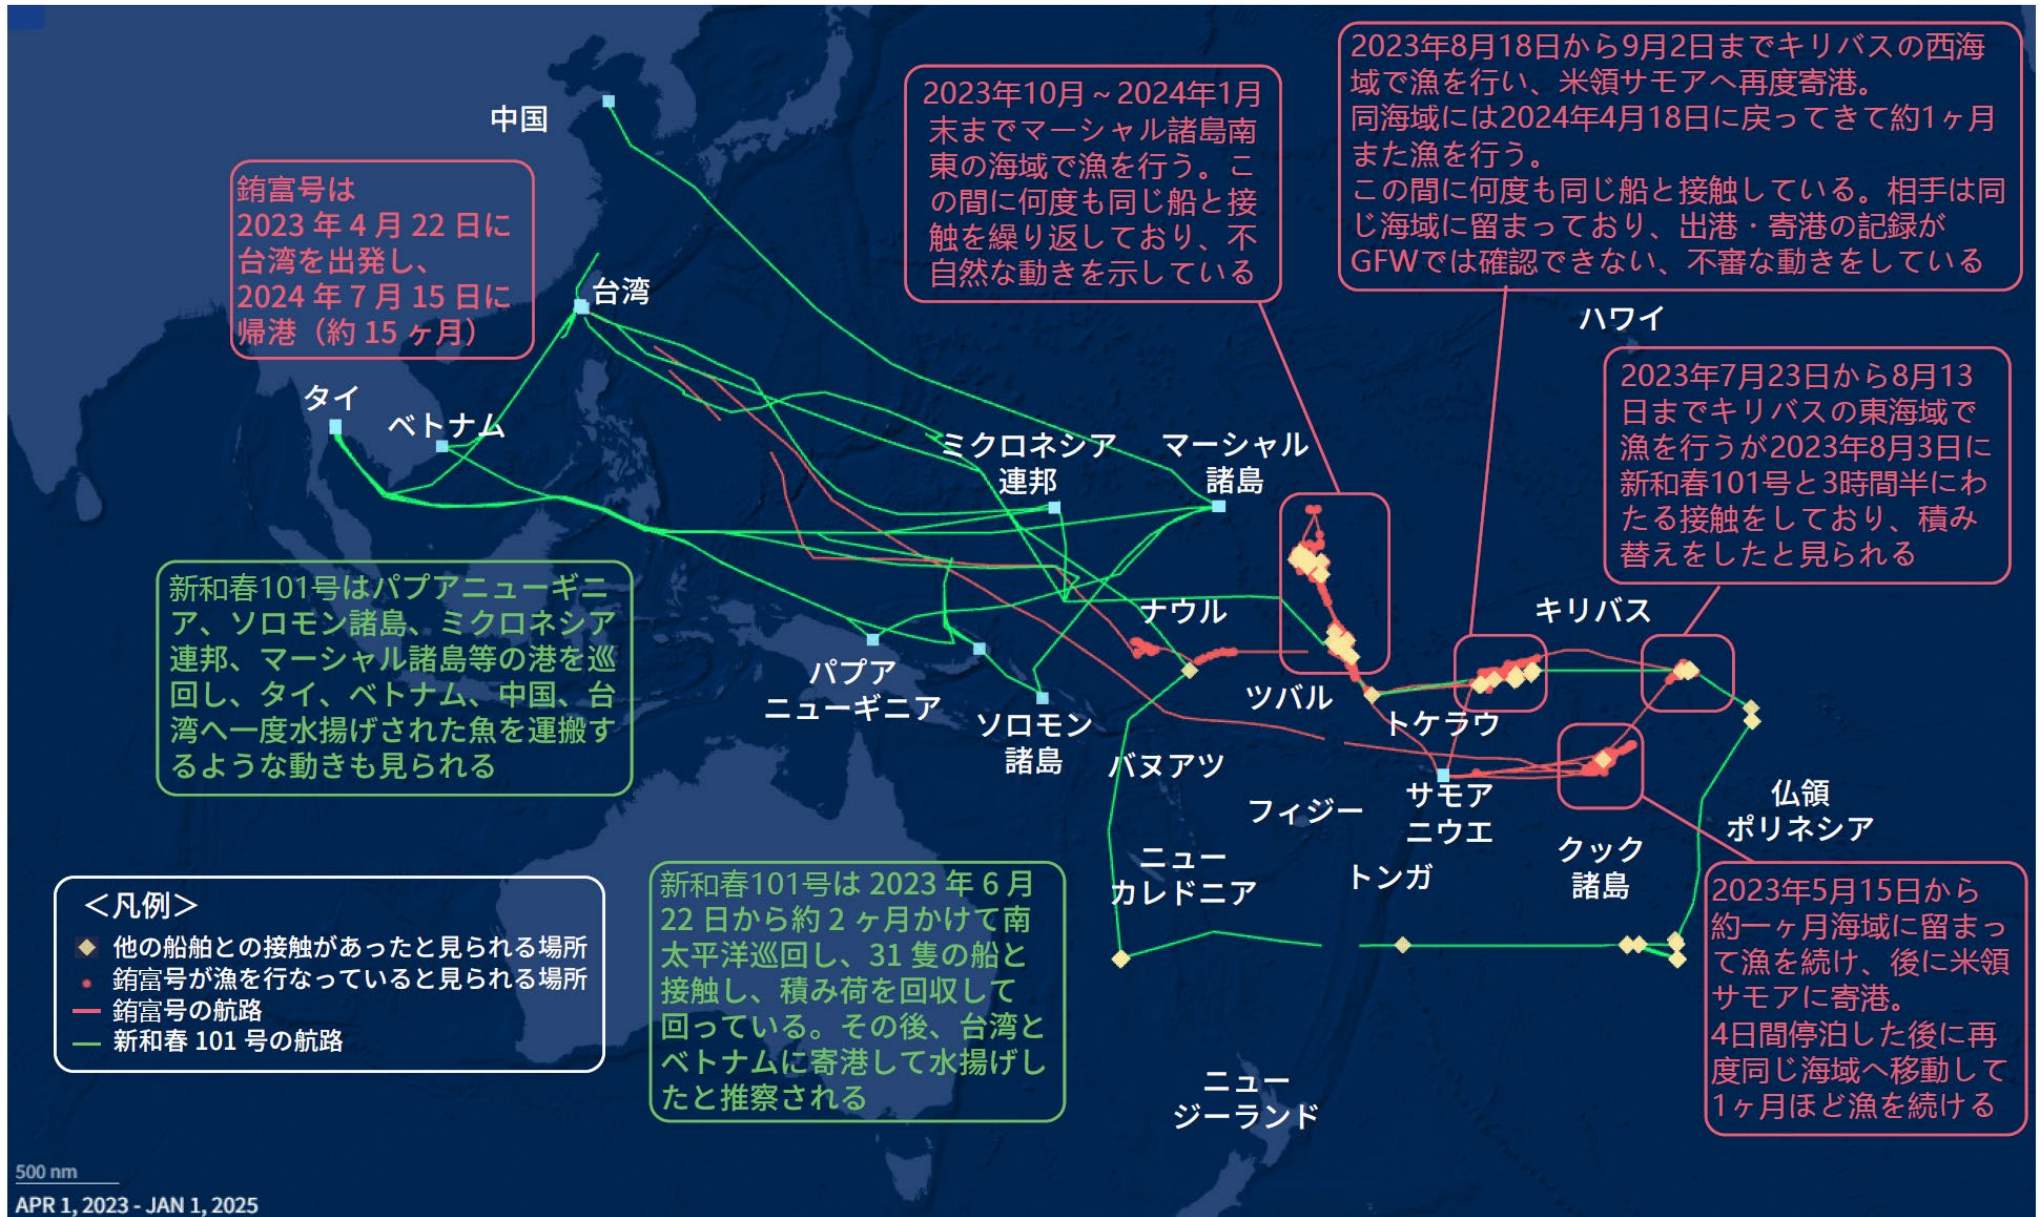 中国
銪富号は
2023 年 4 月 22 日に
台湾を出発し、
2024 年 7 月 15 日に
帰港（約 15 ヶ月）
台湾
タイ
ベトナム
2023年10月～2024年1月
末までマーシャル諸島南
東の海域で漁を行う。こ
の間に何度も同じ船と接
触を繰り返しており、不
自然な動きを示している
2023年8月18日から9月2日までキリバスの西海
域で漁を行い、米領サモアへ再度寄港。
同海域には2024年4月18日に戻ってきて約1ヶ月
また漁を行う。
この間に何度も同じ船と接触している。相手は同
じ海域に留まっており、出港・寄港の記録が
GFWでは確認できない、不審な動きをしている
ハワイ
2023年7月23日から8月13
日までキリバスの東海域で
漁を行うが2023年8月3日に
新和春101号と3時間半にわ
たる接触をしており、積み
替えをしたと見られる
ミクロネシア
連邦
マーシャル
諸島
新和春101号はパプアニューギニ
ア、ソロモン諸島、ミクロネシア
連邦、マーシャル諸島等の港を巡
回し、タイ、ベトナム、中国、台
湾へ一度水揚げされた魚を運搬す
るような動きも見られる
ナウル
キリバス
パプア
ニューギニア
ソロモン
諸島
ツバル
トケラウ
バヌアツ
フィジー
サモア
ニウエ
仏領
ポリネシア
ニュー
カレドニア
トンガ
クック
諸島
新和春101号は 2023 年 6 月
22 日から約 2 ヶ月かけて南
太平洋巡回し、31 隻の船と
接触し、積み荷を回収して
回っている。その後、台湾と
ベトナムに寄港して水揚げし
たと推察される
2023年5月15日から
約一ヶ月海域に留まっ
て漁を続け、後に米領
サモアに寄港。
4日間停泊した後に再
度同じ海域へ移動して
1ヶ月ほど漁を続ける
ニュー
ジーランド
＜凡例＞
他の船舶との接触があったと見られる場所
銪富号が漁を行なっていると見られる場所
銪富号の航路
新和春 101 号の航路
500 nm
APR 1, 2023 - JAN 1, 2025